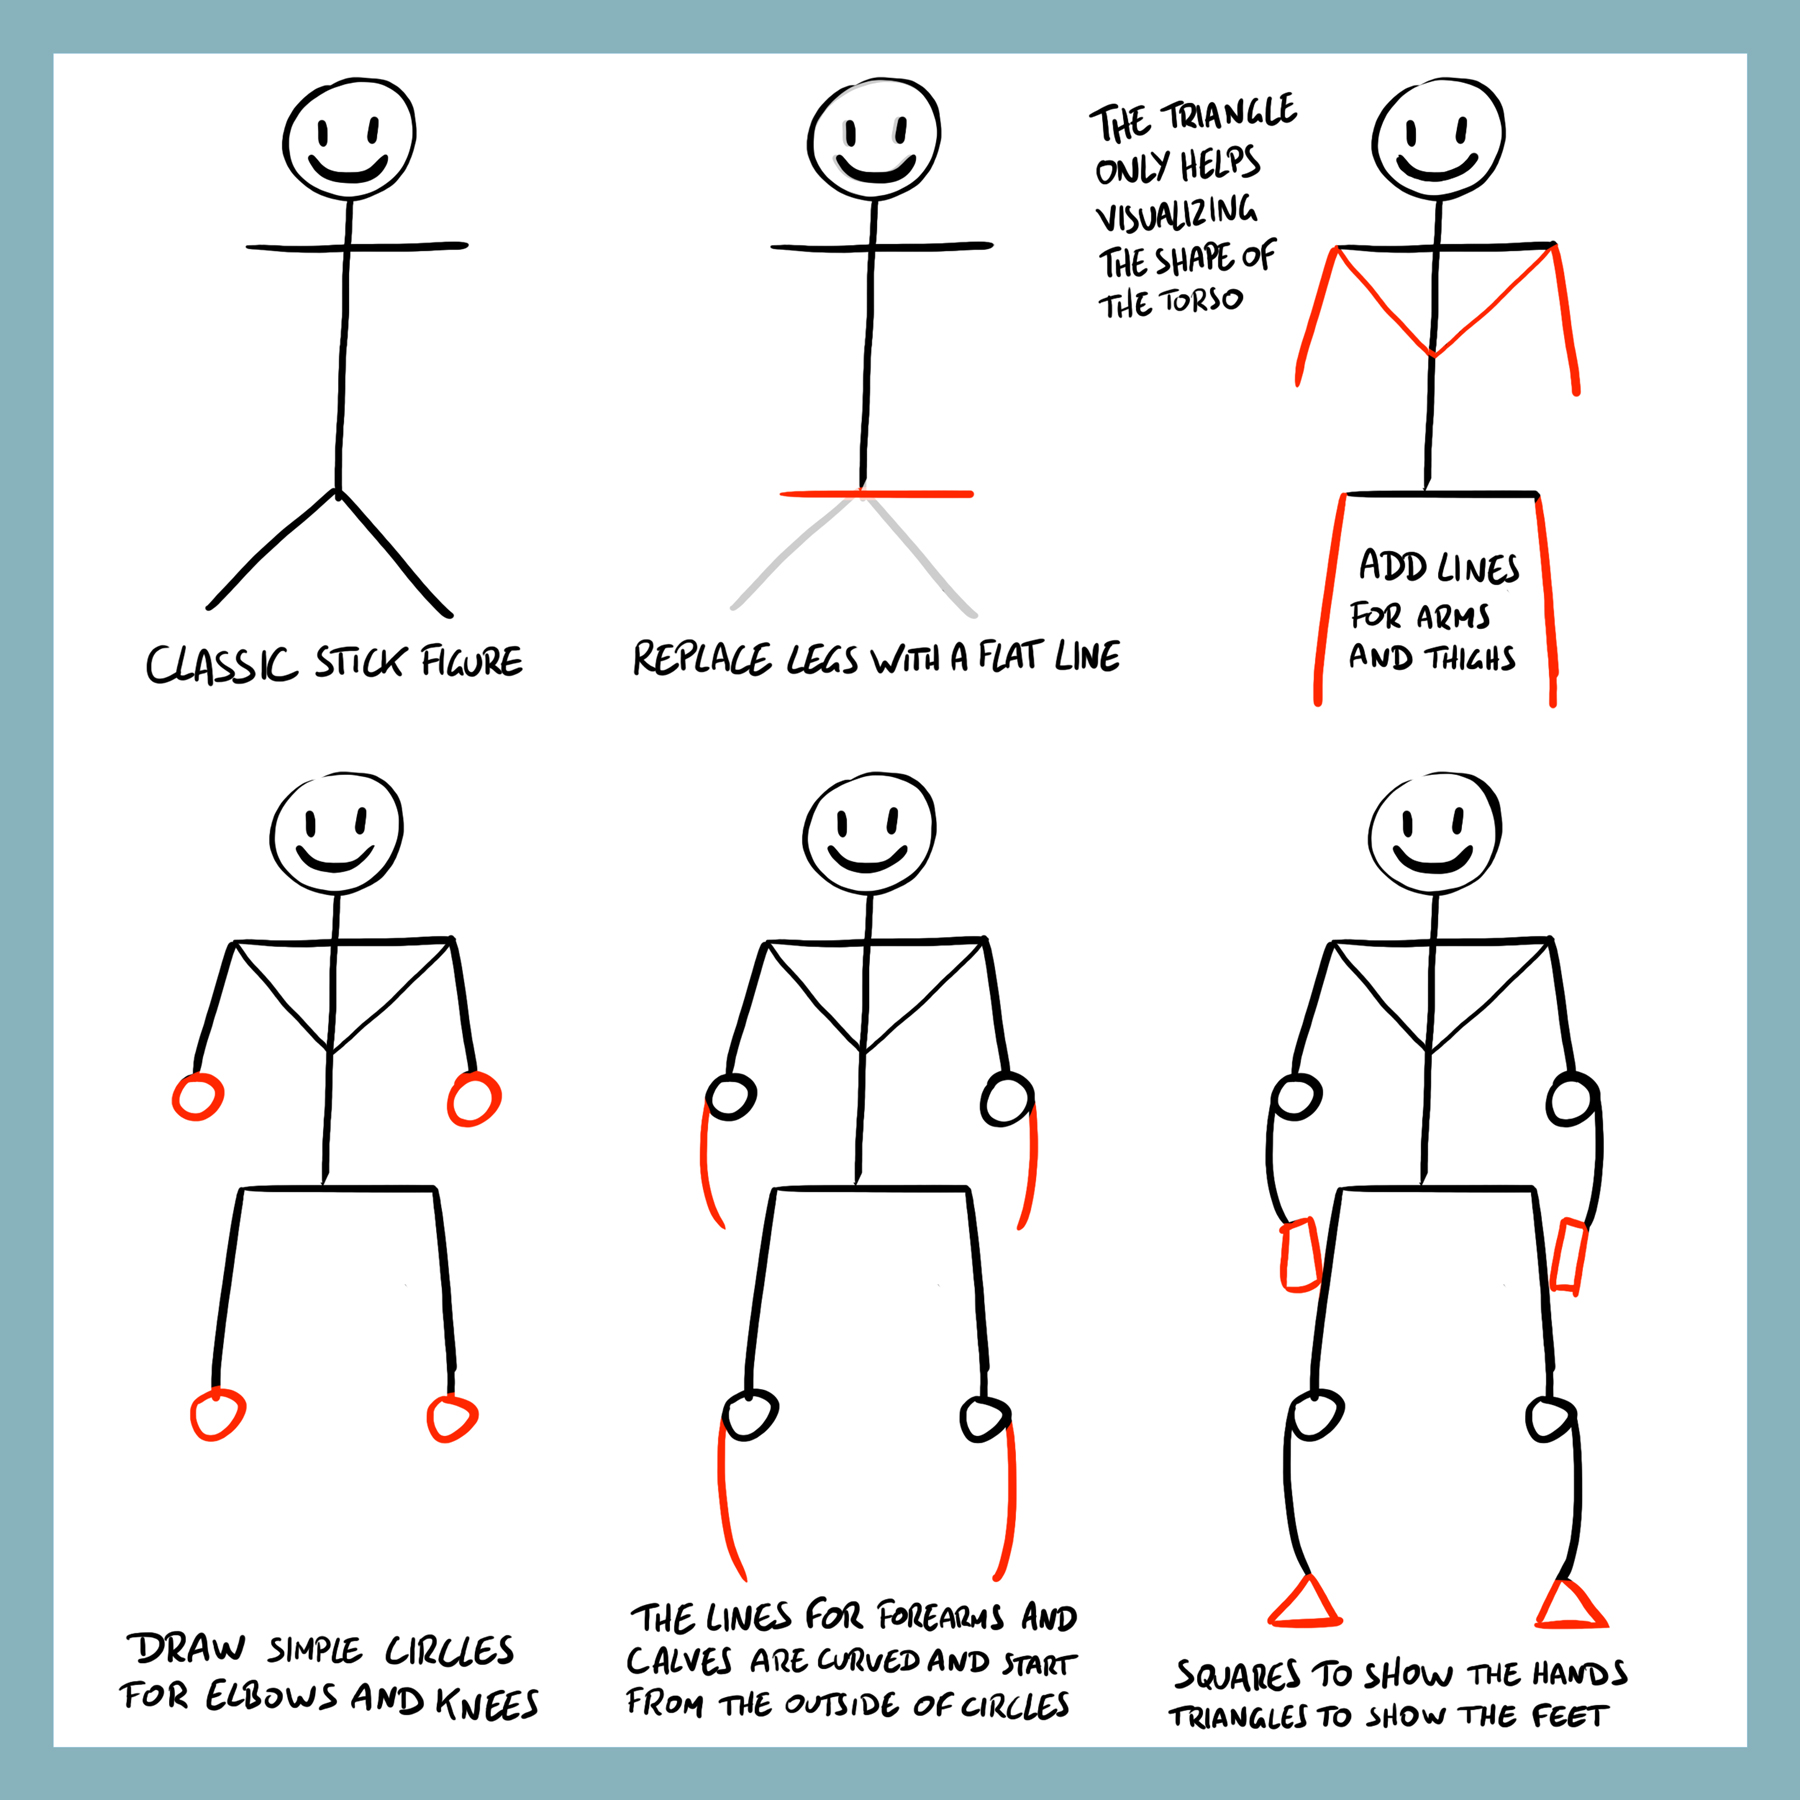 THE TRIANGLE
ONLY HELPS
VISUALIZING
THE SHAPE OF
THE TORSO
CLASSIC STICK FIGURE
REPLACE LEGS WITH A FLAT LINE
ADD LINES
FOR ARMS
AND THIGHS
DRAW SIMPLE CIRCLES
FOR ELBOWS AND KNEES
THE LINES FOR FOREARMS AND
CALVES ARE CURVED AND START
FROM THE OUTSIDE OF CIRCLES
SQUARES TO SHOW THE HANDS
TRIANGLES TO SHOW THE FEET